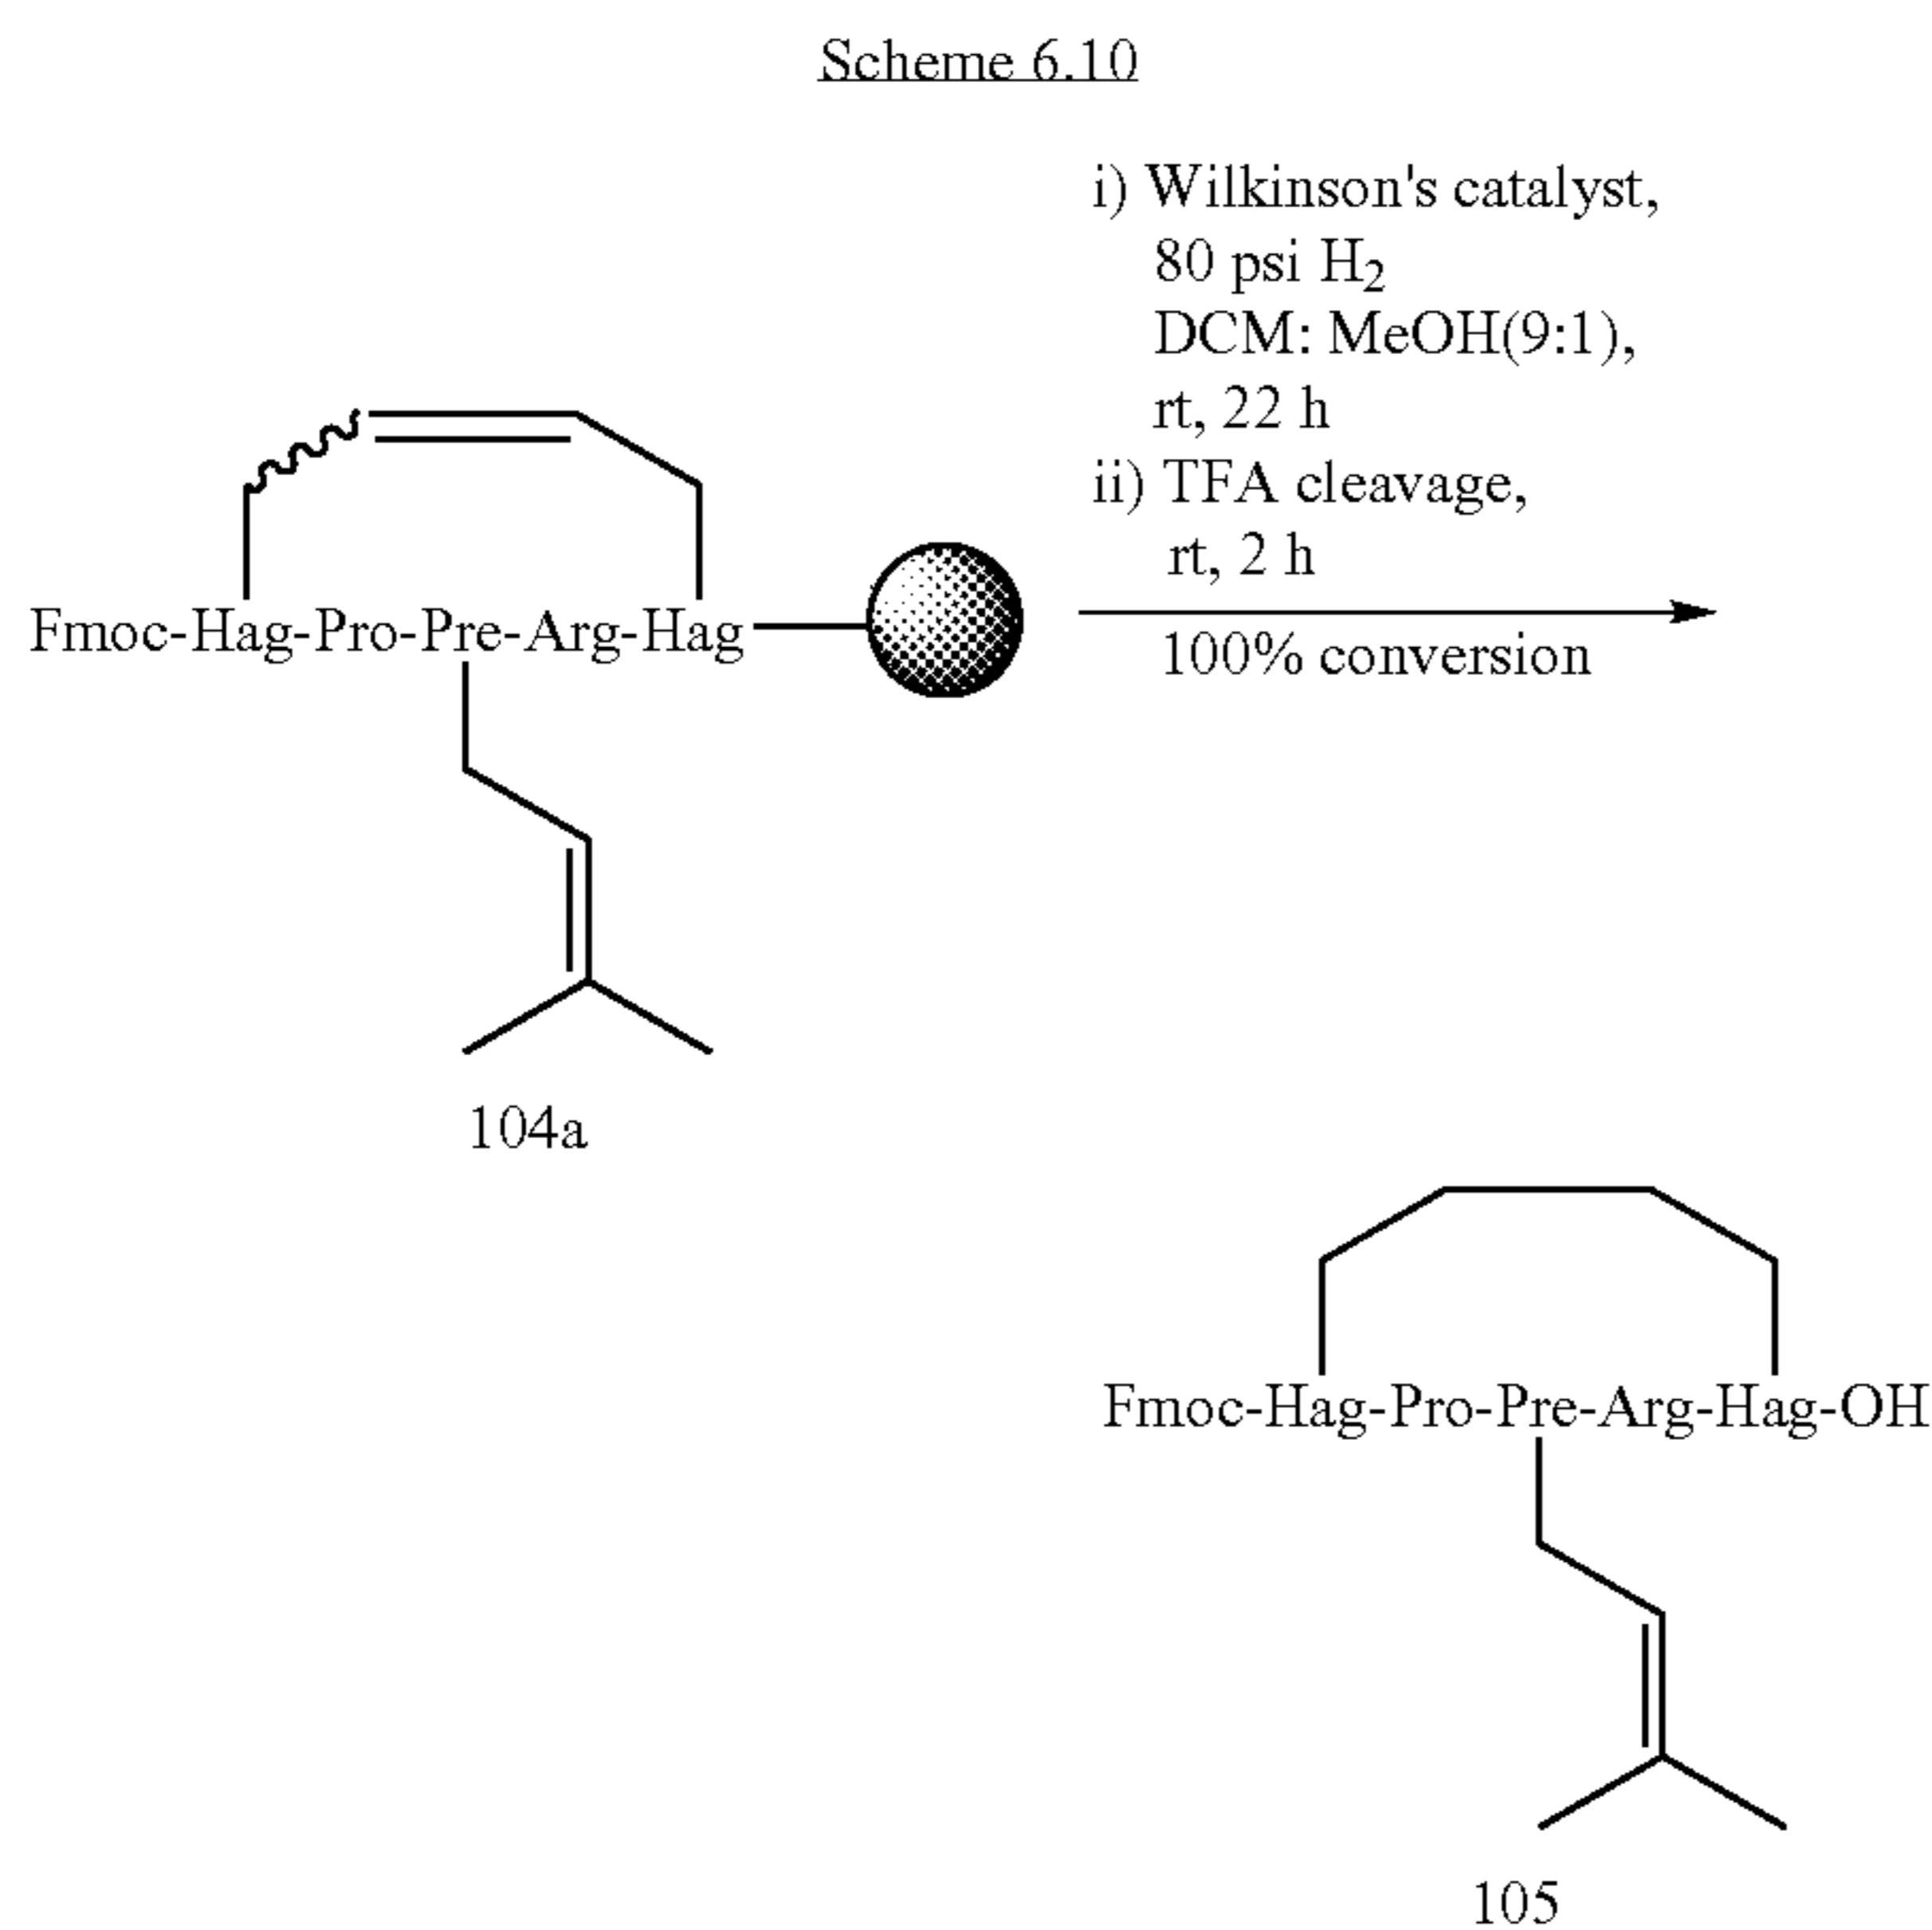 Scheme 6.10
i) Wilkinson's catalyst,
80 psi H₂
DCM: MeOH(9:1),
rt, 22 h
ii) TFA cleavage,
rt, 2 h
100% conversion
Fmoc-Hag-Pro-Pre-Arg-Hag
104a
Fmoc-Hag-Pro-Pre-Arg-Hag-OH
105